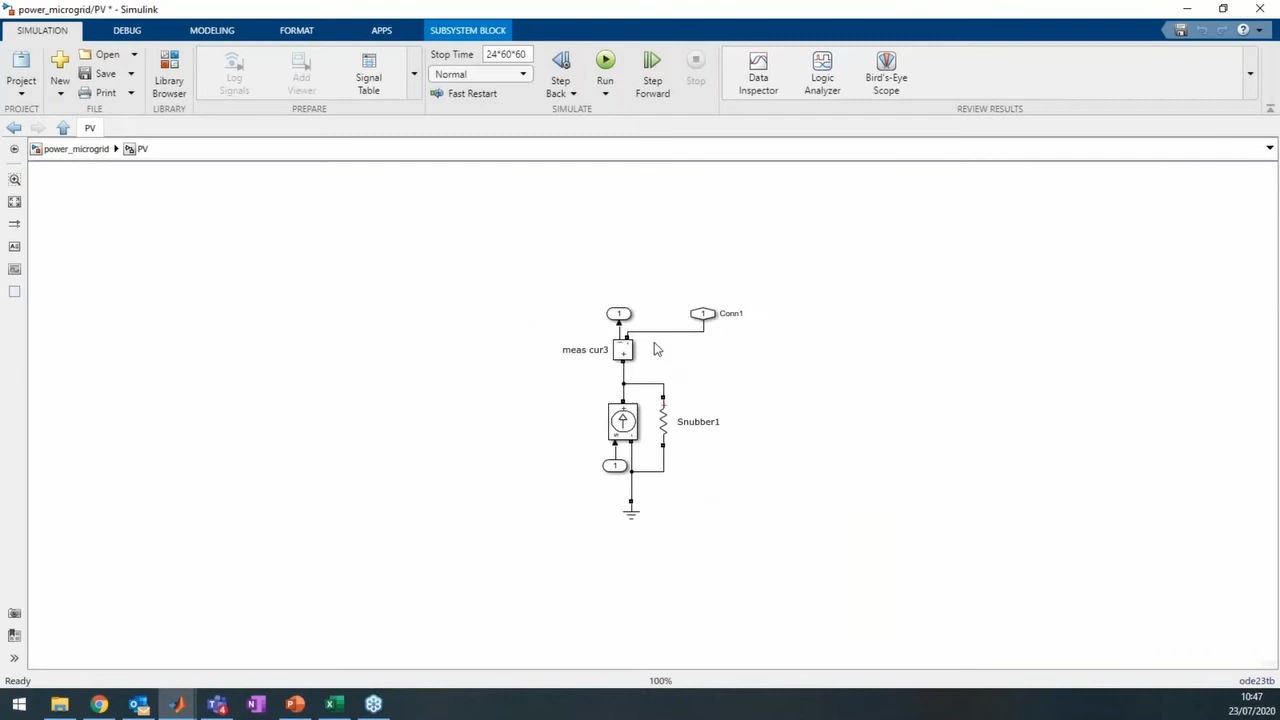 power_microgrid/PV * - Simulink
SIMULATION DEBUG MODELING FORMAT APPS SUBSYSTEM BLOCK
Project
New
Open
Save
Print
Library Browser
Log Signals
Add Viewer
Signal Table
Stop Time 24*60*60
Normal
Fast Restart
Step Back
Run
Step Forward
Stop
Data Inspector
Logic Analyzer
Bird's-Eye Scope
PROJECT FILE LIBRARY PREPARE SIMULATE REVIEW RESULTS
PV
power_microgrid PV
1
1 Conn1
meas cur3
Snubber1
1
Ready 100% ode23tb
10:47
23/07/2020